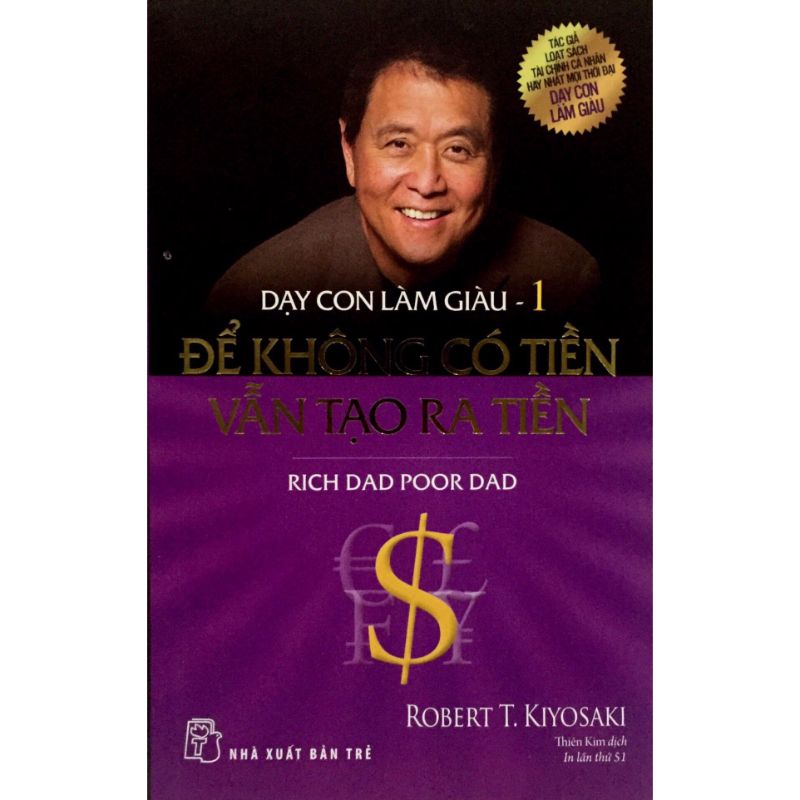 TÁC GIẢ
LOẠT SÁCH
TÀI CHÍNH CÁ NHÂN
HAY NHẤT MỌI THỜI ĐẠI
DẠY CON
LÀM GIÀU
DẠY CON LÀM GIÀU - 1
ĐỂ KHÔNG CÓ TIỀN
VẪN TẠO RA TIỀN
RICH DAD POOR DAD
$
ROBERT T. KIYOSAKI
Thiên Kim dịch
In lần thứ 51
NHÀ XUẤT BẢN TRẺ